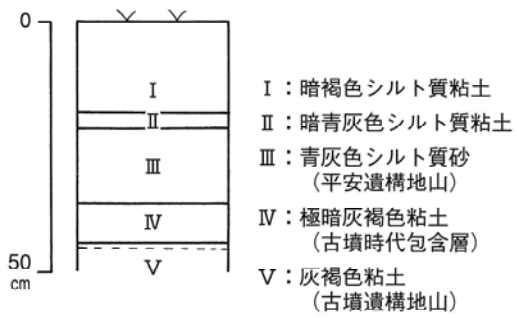 0
50
cm
Ⅰ
Ⅱ
Ⅲ
Ⅳ
Ⅴ
Ⅰ：暗褐色シルト質粘土
Ⅱ：暗青灰色シルト質粘土
Ⅲ：青灰色シルト質砂
（平安遺構地山）
Ⅳ：極暗灰褐色粘土
（古墳時代包含層）
Ⅴ：灰褐色粘土
（古墳遺構地山）